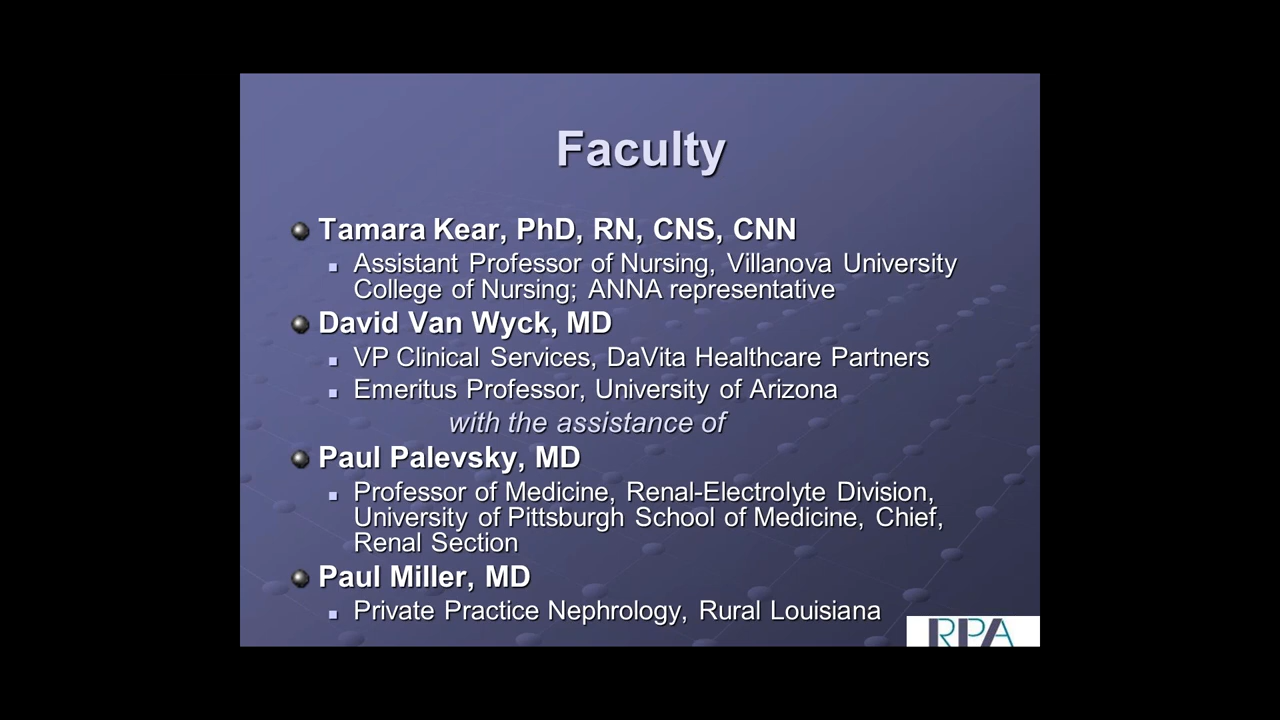 Faculty
Tamara Kear, PhD, RN, CNS, CNN
Assistant Professor of Nursing, Villanova University
College of Nursing; ANNA representative
David Van Wyck, MD
VP Clinical Services, DaVita Healthcare Partners
Emeritus Professor, University of Arizona
with the assistance of
Paul Palevsky, MD
Professor of Medicine, Renal-Electrolyte Division,
University of Pittsburgh School of Medicine, Chief,
Renal Section
Paul Miller, MD
Private Practice Nephrology, Rural Louisiana
RPA